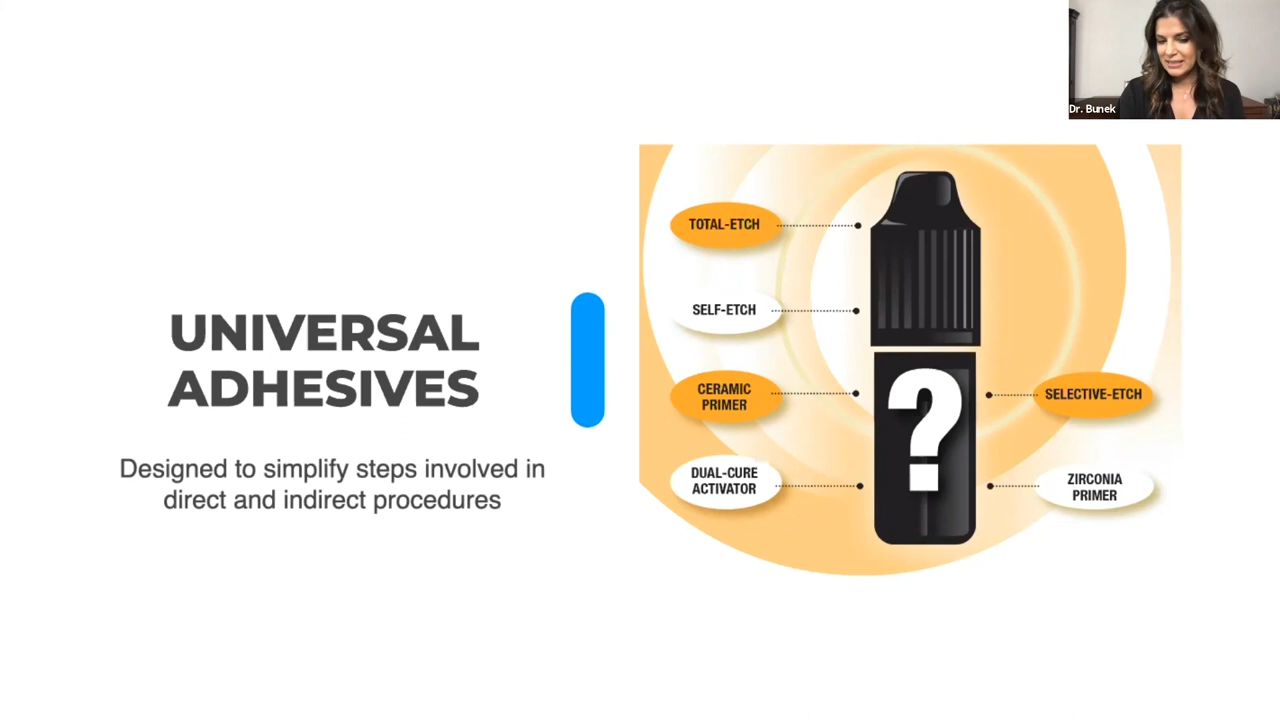 Dr. Bunek
UNIVERSAL
ADHESIVES
Designed to simplify steps involved in
direct and indirect procedures
TOTAL-ETCH
SELF-ETCH
CERAMIC
PRIMER
DUAL-CURE
ACTIVATOR
?
SELECTIVE-ETCH
ZIRCONIA
PRIMER